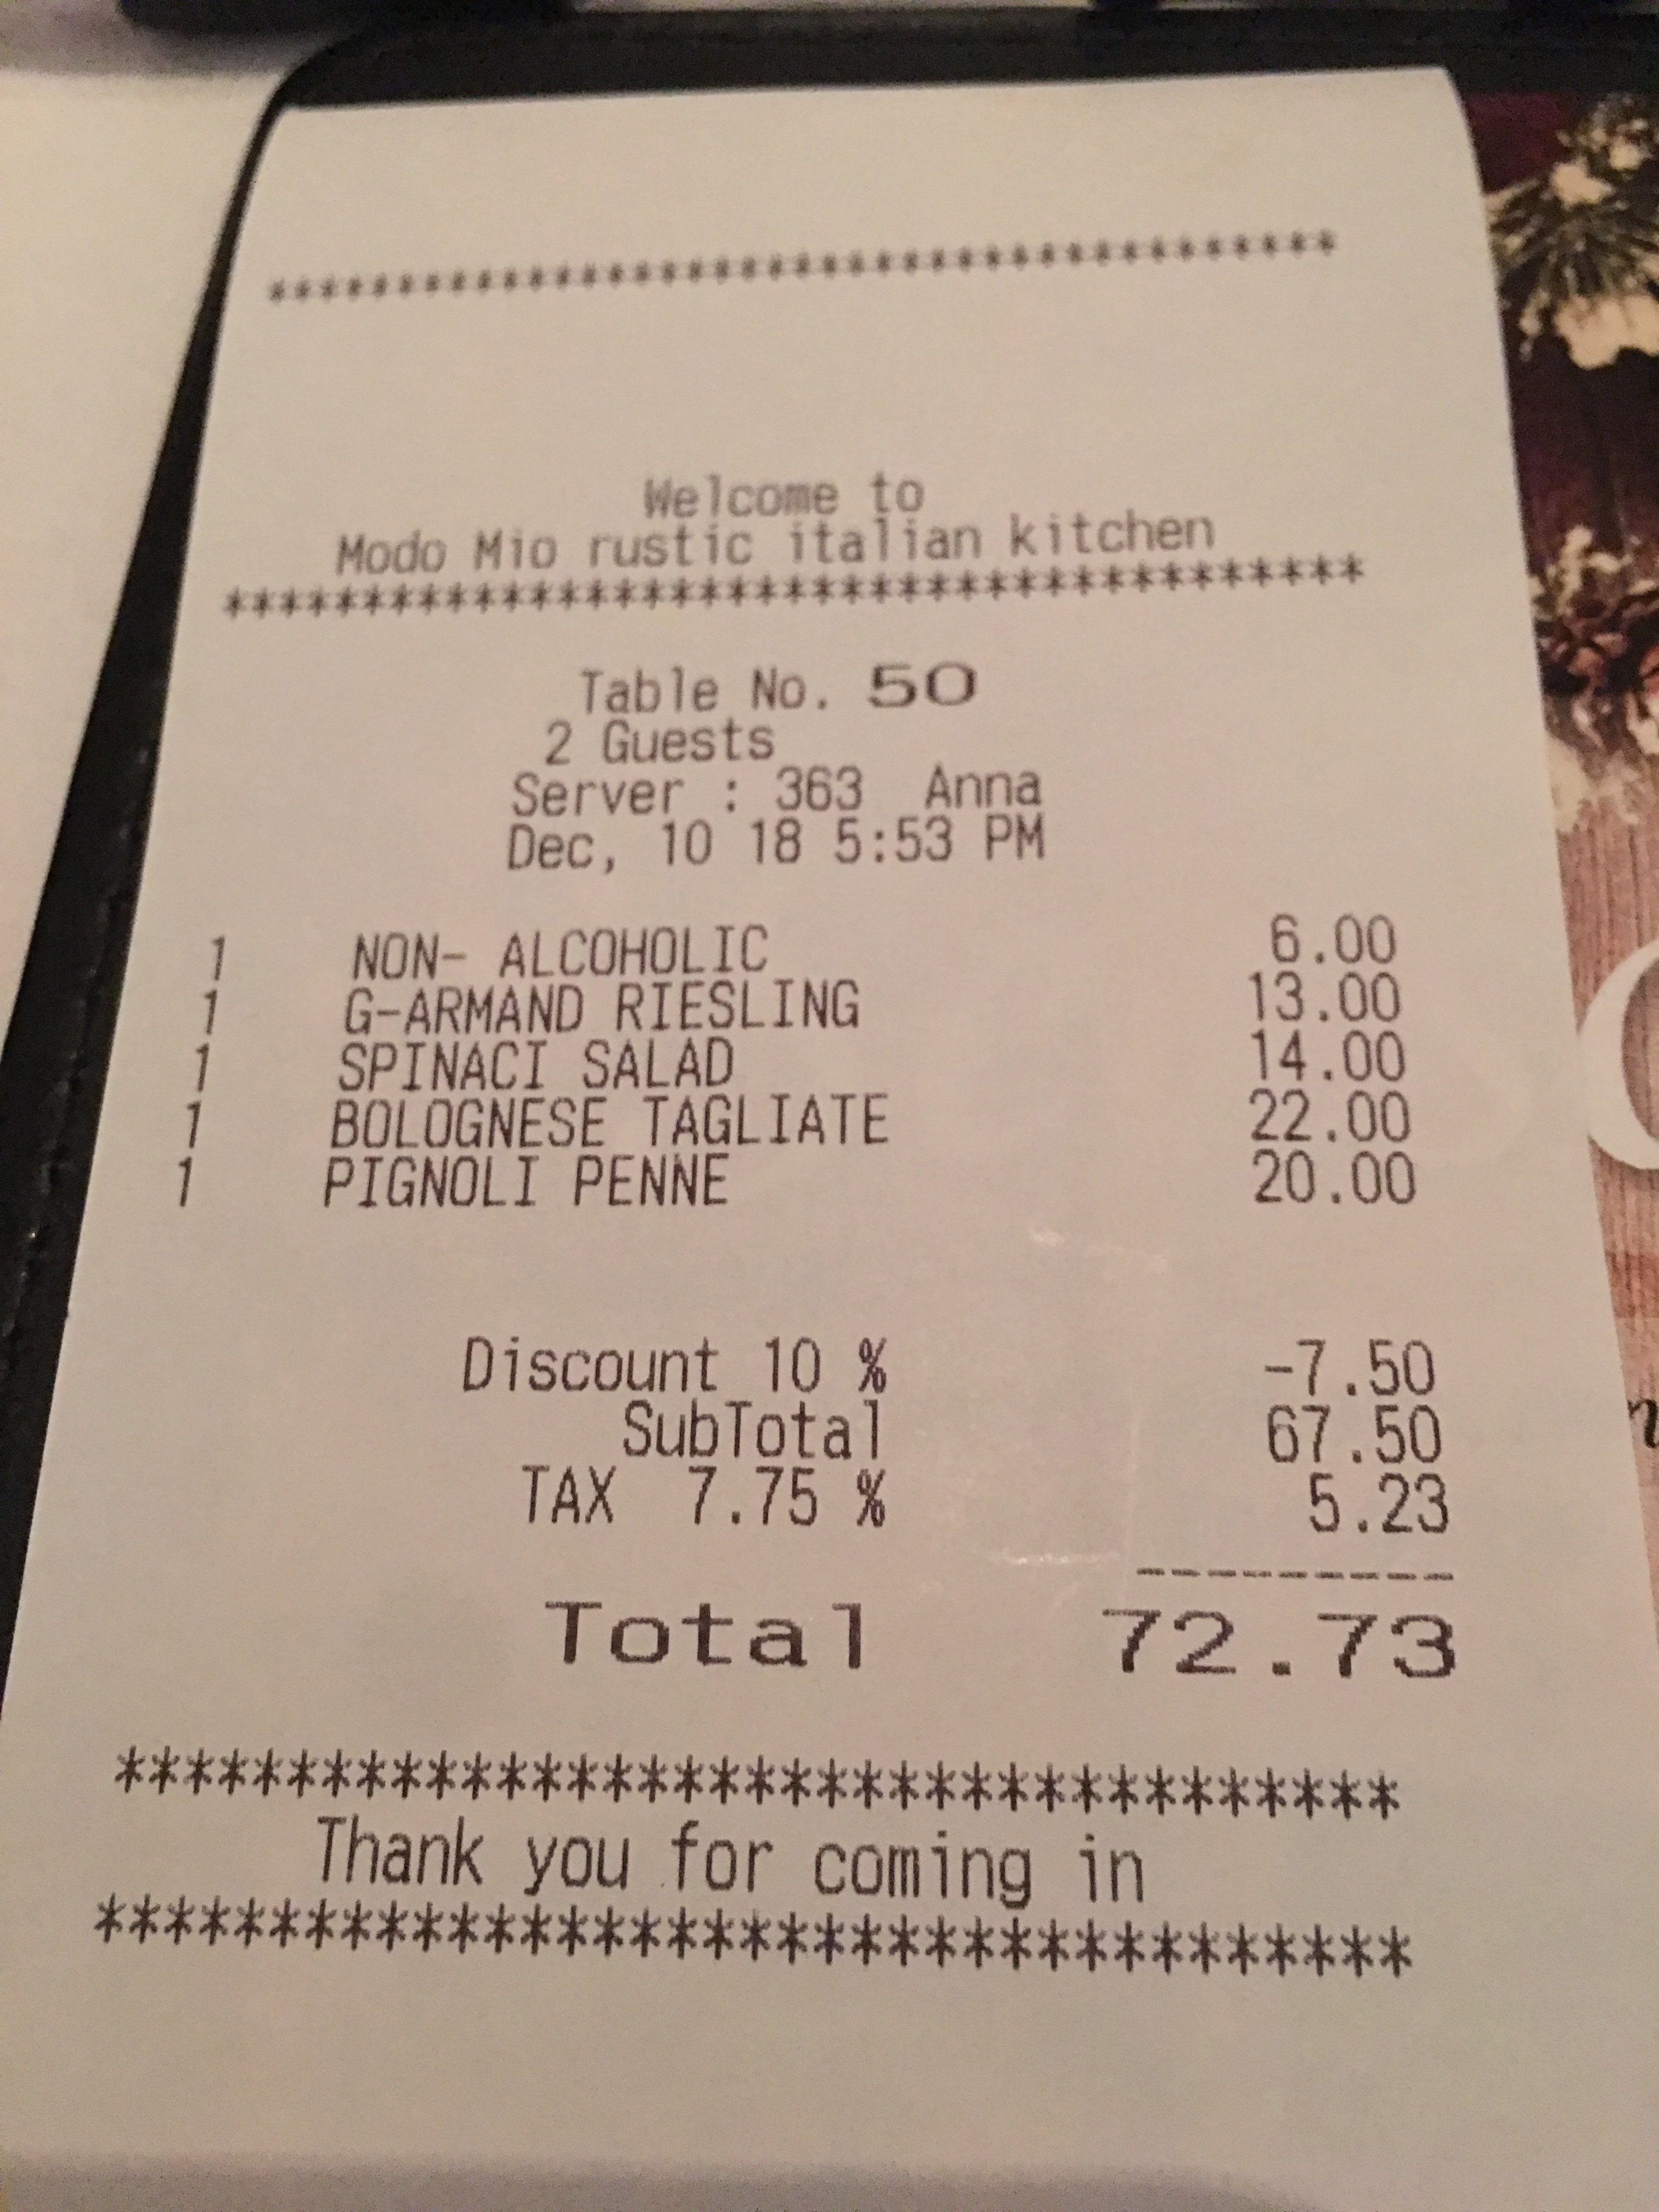 ****************************************
Welcome to
Modo Mio rustic italian kitchen
****************************************
Table No. 50
2 Guests
Server : 363 Anna
Dec, 10 18 5:53 PM
1 NON- ALCOHOLIC 6.00
1 G-ARMAND RIESLING 13.00
1 SPINACI SALAD 14.00
1 BOLOGNESE TAGLIATE 22.00
1 PIGNOLI PENNE 20.00
Discount 10 % -7.50
SubTotal 67.50
TAX 7.75 % 5.23
----------
Total 72.73
*************************************
Thank you for coming in
*************************************